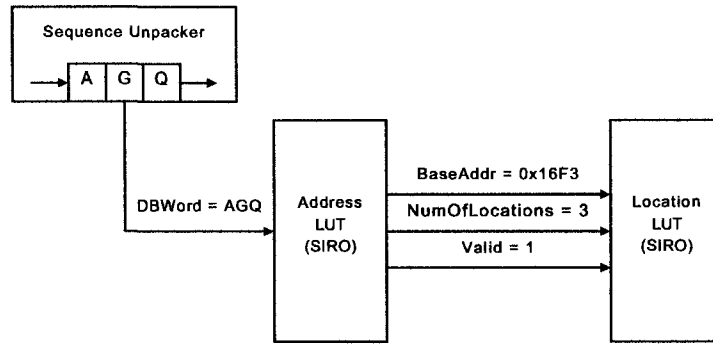 Sequence Unpacker
A G Q
DBWord = AGQ
Address
LUT
(SIRO)
BaseAddr = 0x16F3
NumOfLocations = 3
Valid = 1
Location
LUT
(SIRO)